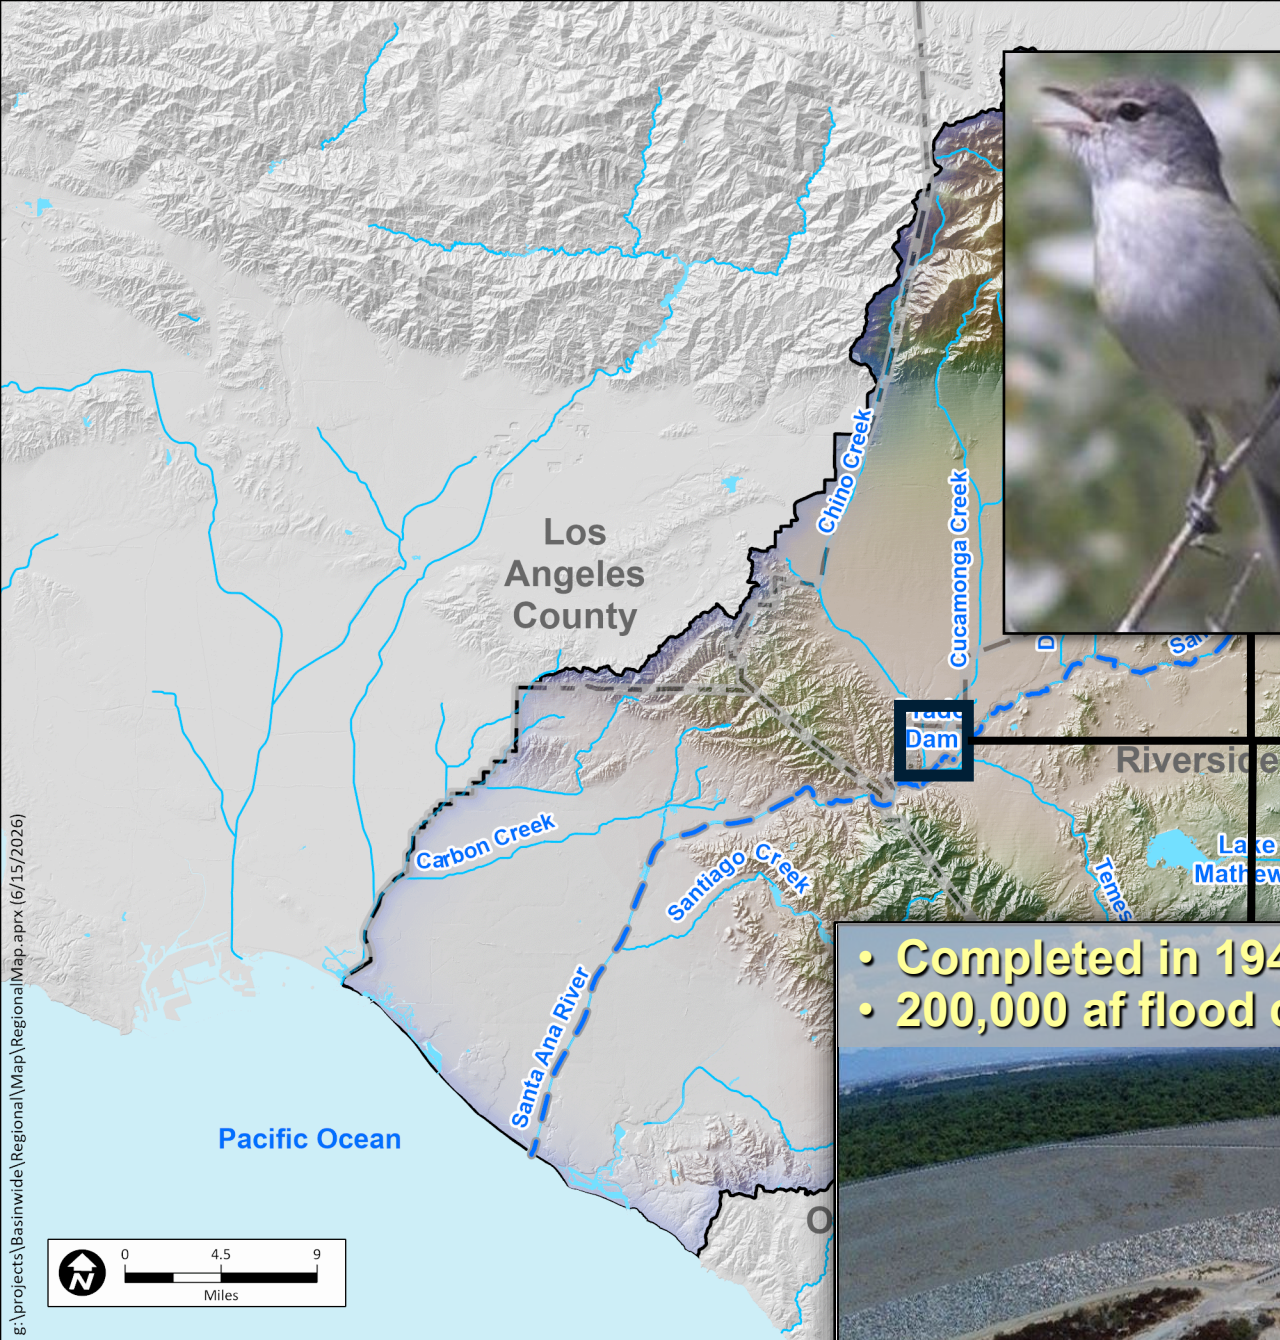 Los
Angeles
County
Chino Creek
Cucamonga Creek
D
San
Dam
Riverside
Lake
Mathew
Temes
Carbon Creek
Santiago Creek
Santa Ana River
Pacific Ocean
O
• Completed in 194
• 200,000 af flood c
g:\projects\Basinwide\Regional\Map\RegionalMap.aprx (6/15/2026)
N
0 4.5 9
Miles